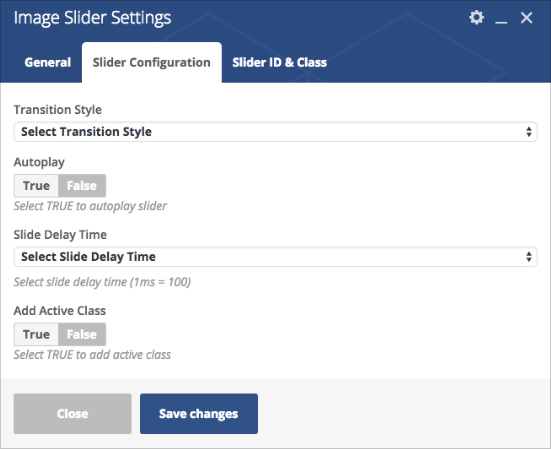 Image Slider Settings
General Slider Configuration Slider ID & Class
Transition Style
Select Transition Style
Autoplay
True False
Select TRUE to autoplay slider
Slide Delay Time
Select Slide Delay Time
Select slide delay time (1ms = 100)
Add Active Class
True False
Select TRUE to add active class
Close Save changes